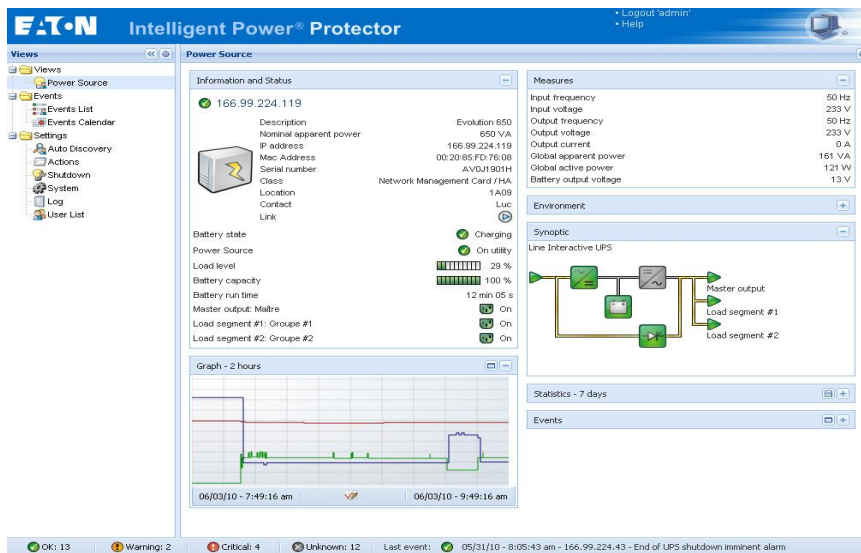 EATON Intelligent Power® Protector
• Logout 'admin'
• Help
Views
Views
Power Source
Events
Events List
Events Calendar
Settings
Auto Discovery
Actions
Shutdown
System
Log
User List
Power Source
Information and Status
166.99.224.119
Description Evolution 650
Nominal apparent power 650 VA
IP address 166.99.224.119
Mac Address 00:20:85:FD:76:08
Serial number AV0J1901H
Class Network Management Card / HA
Location 1A09
Contact Luc
Link
Battery state Charging
Power Source On utility
Load level 29 %
Battery capacity 100 %
Battery run time 12 min 05 s
Master output: Maître On
Load segment #1: Groupe #1 On
Load segment #2: Groupe #2 On
Graph - 2 hours
06/03/10 - 7:49:16 am 06/03/10 - 9:49:16 am
Measures
Input frequency 50 Hz
Input voltage 233 V
Output frequency 50 Hz
Output voltage 233 V
Output current 0 A
Global apparent power 161 VA
Global active power 121 W
Battery output voltage 13 V
Environment
Synoptic
Line Interactive UPS
Master output
Load segment #1
Load segment #2
Statistics - 7 days
Events
OK: 13 Warning: 2 Critical: 4 Unknown: 12 Last event: 05/31/10 - 8:05:43 am - 166.99.224.43 - End of UPS shutdown imminent alarm